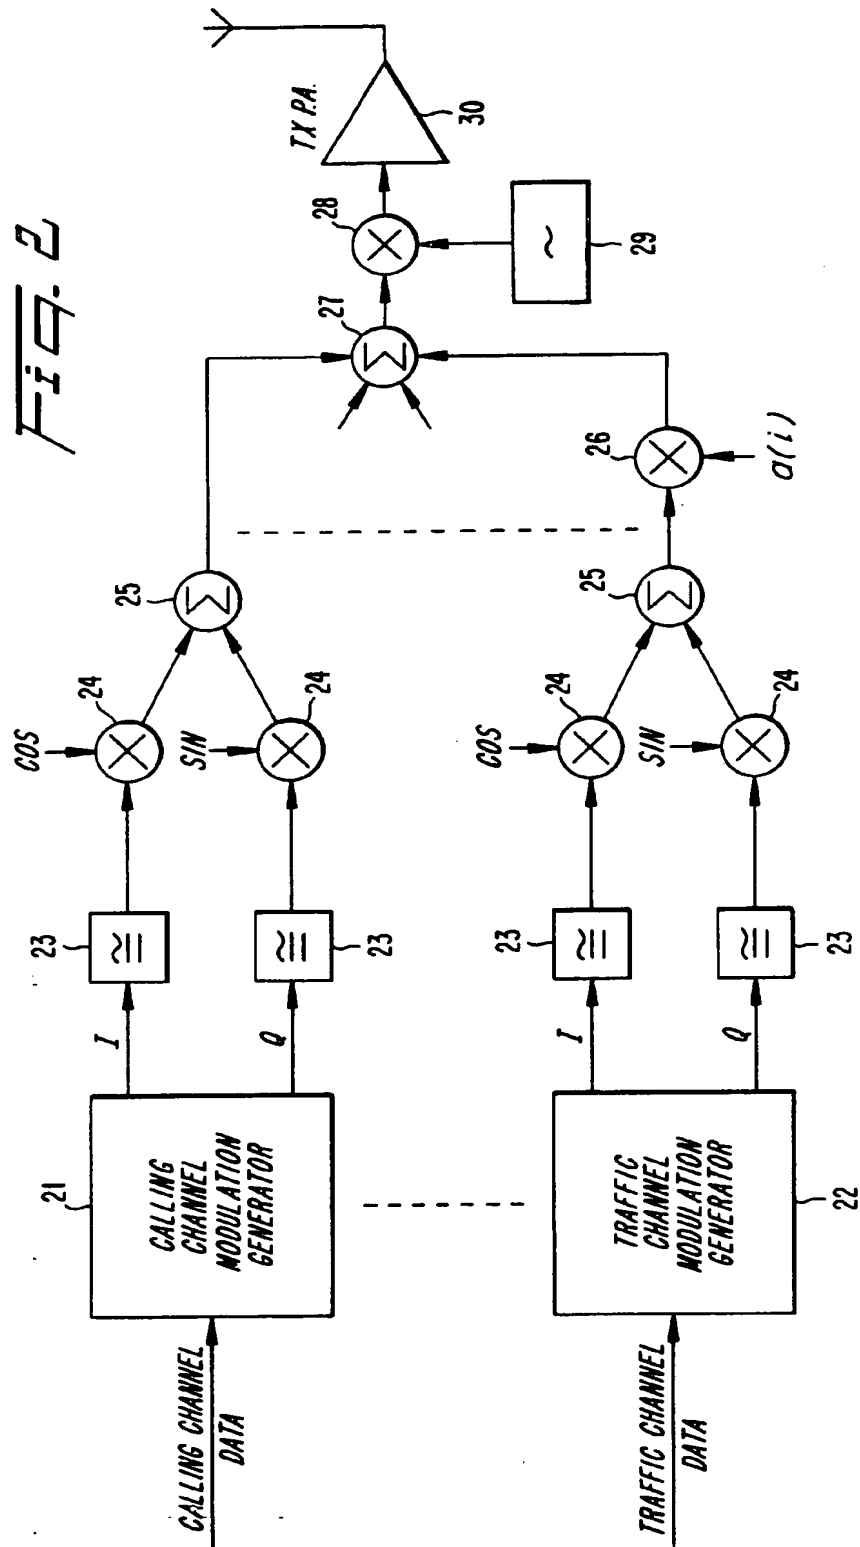 Fig. 2
CALLING CHANNEL
DATA
21
CALLING
CHANNEL
MODULATION
GENERATOR
I
Q
23
23
COS
24
SIN
24
25
TRAFFIC CHANNEL
DATA
22
TRAFFIC
CHANNEL
MODULATION
GENERATOR
I
Q
23
23
COS
24
SIN
24
25
26
a(i)
27
Σ
28
29
~
TX P.A.
30